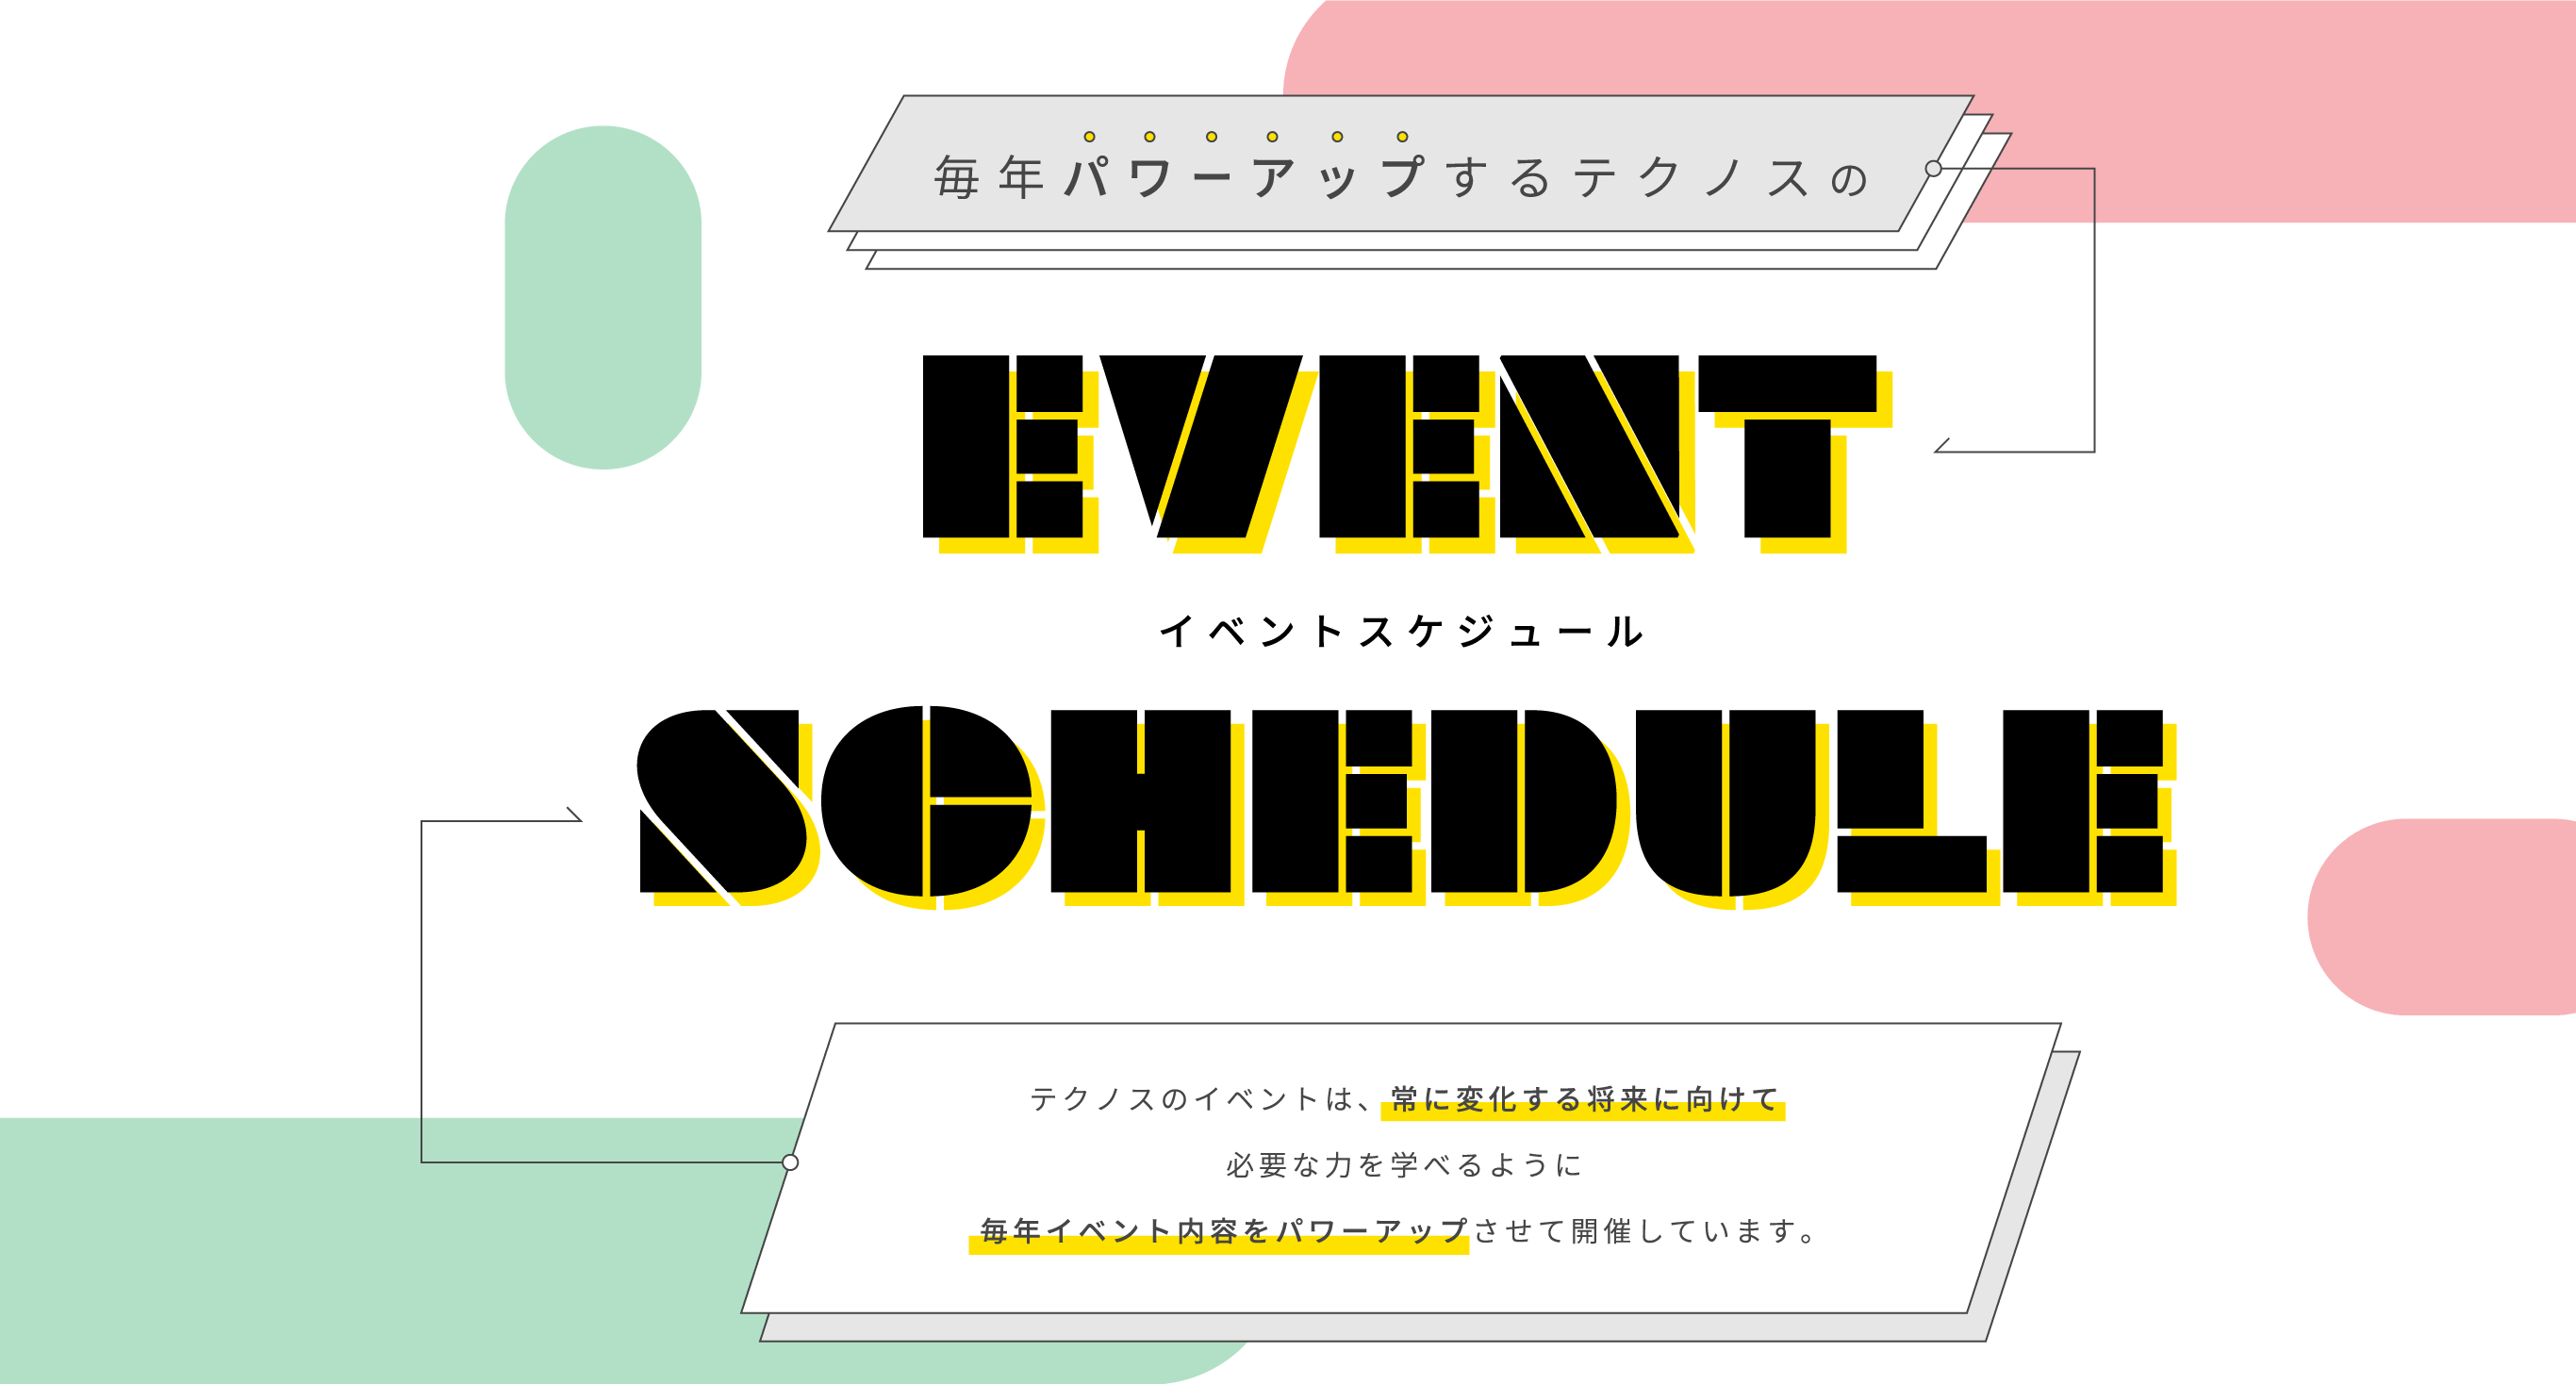 毎年パワーアップするテクノスの
EVENT
イベントスケジュール
SCHEDULE
テクノスのイベントは、常に変化する将来に向けて
必要な力を学べるように
毎年イベント内容をパワーアップさせて開催しています。